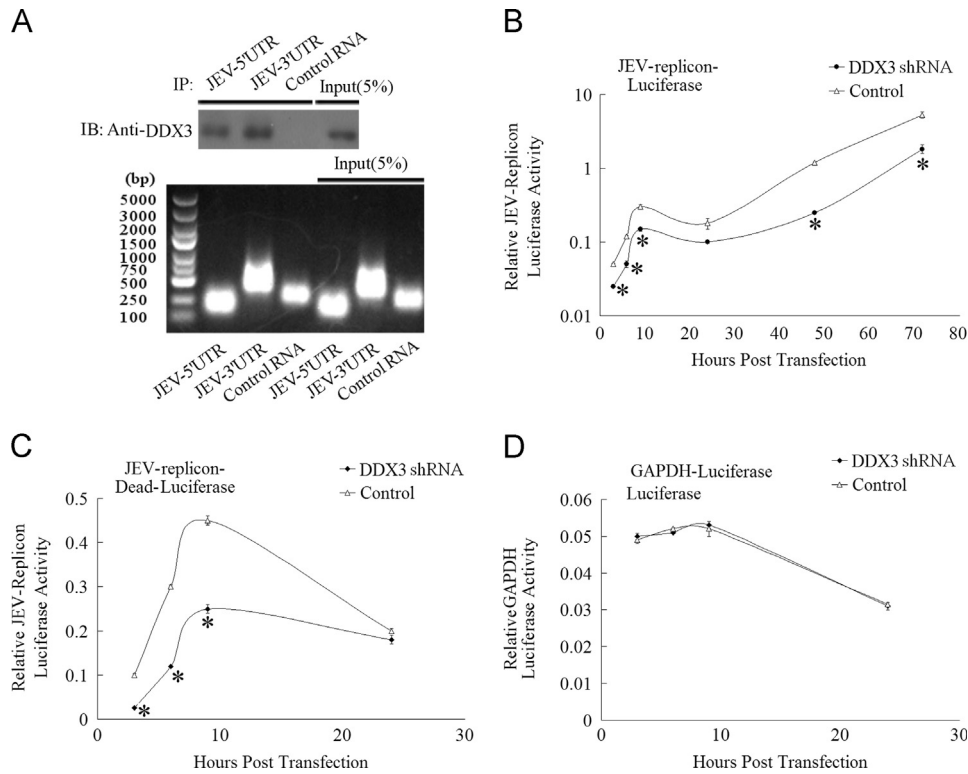 A
IP:
JEV-5'UTR
JEV-3'UTR
Control RNA
Input(5%)
IB: Anti-DDX3
Input(5%)
(bp)
5000
3000
2000
1500
1000
750
500
250
100
JEV-5'UTR
JEV-3'UTR
Control RNA
JEV-5'UTR
JEV-3'UTR
Control RNA
B
JEV-replicon-
Luciferase
DDX3 shRNA
Control
Relative JEV-Replicon
Luciferase Activity
10
1
0.1
0.01
* * * * *
0 10 20 30 40 50 60 70 80
Hours Post Transfection
C
JEV-replicon-
Dead-Luciferase
DDX3 shRNA
Control
Relative JEV-Replicon
Luciferase Activity
0.5
0.4
0.3
0.2
0.1
0
* * *
0 10 20 30
Hours Post Transfection
D
GAPDH-Luciferase
Luciferase
DDX3 shRNA
Control
RelativeGAPDH
Luciferase Activity
0.06
0.05
0.04
0.03
0.02
0.01
0
0 10 20 30
Hours Post Transfection